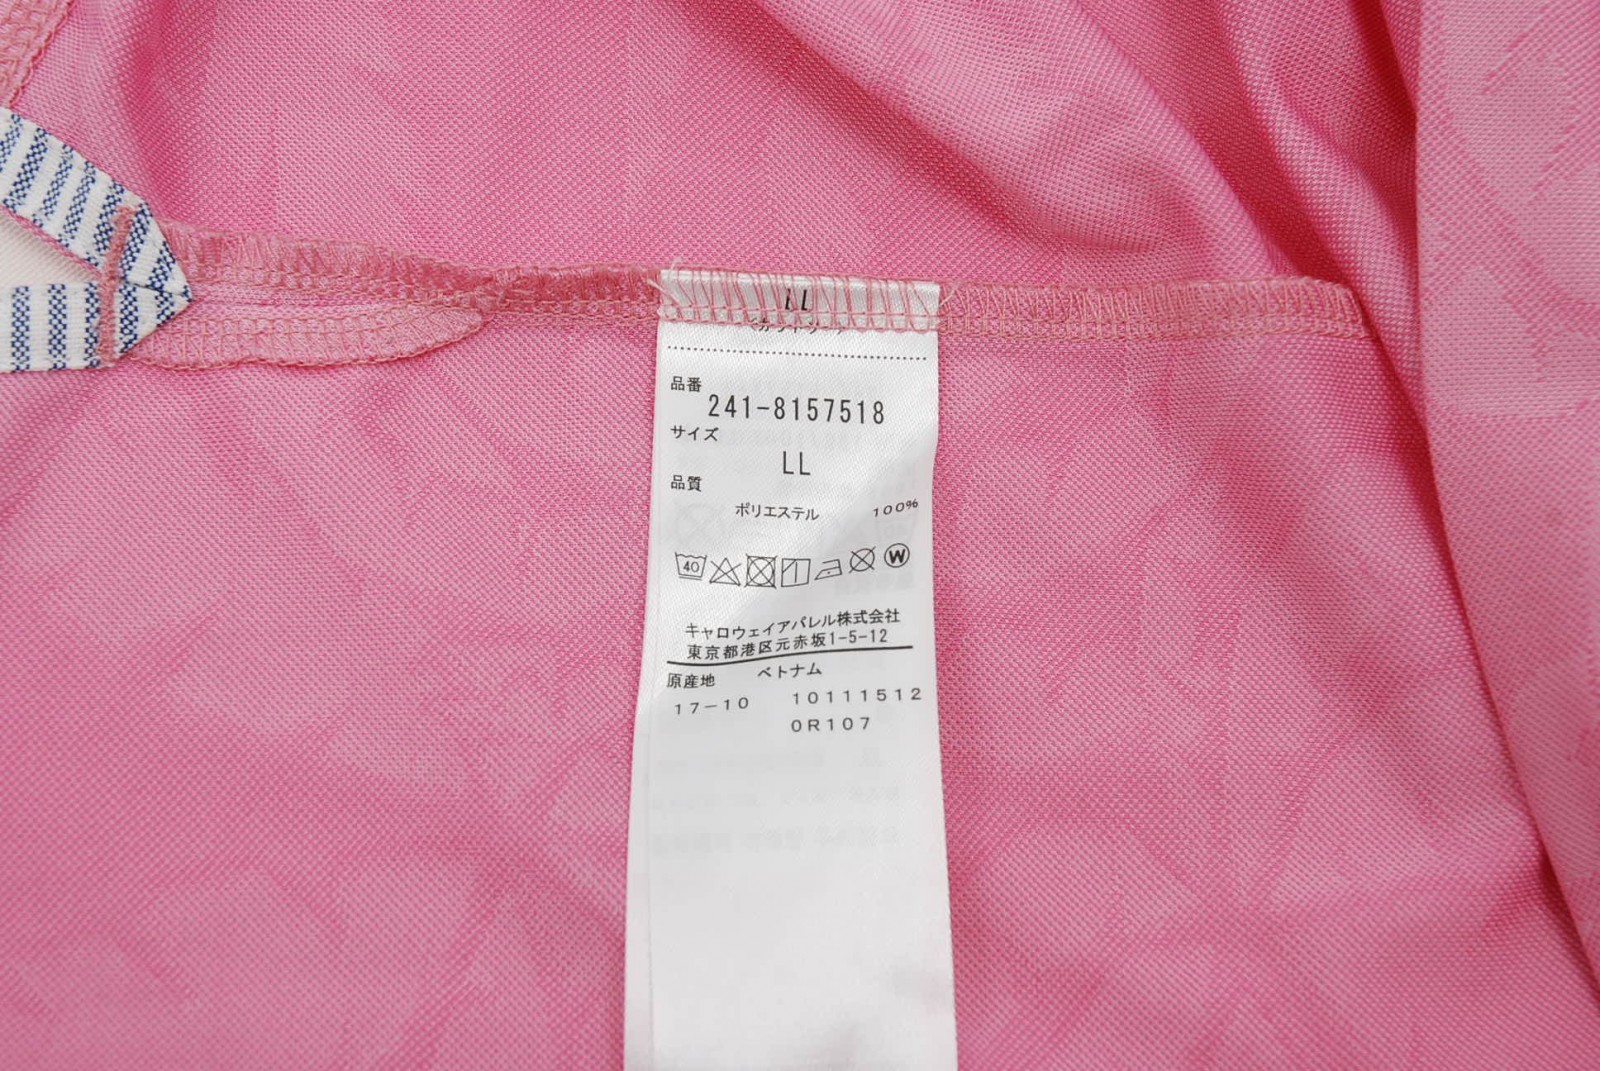 LL
品番
241-8157518
サイズ
LL
品質
ポリエステル 100%
40 W
キャロウェイアパレル株式会社
東京都港区元赤坂1-5-12
原産地 ベトナム
17-10 10111512
0R107